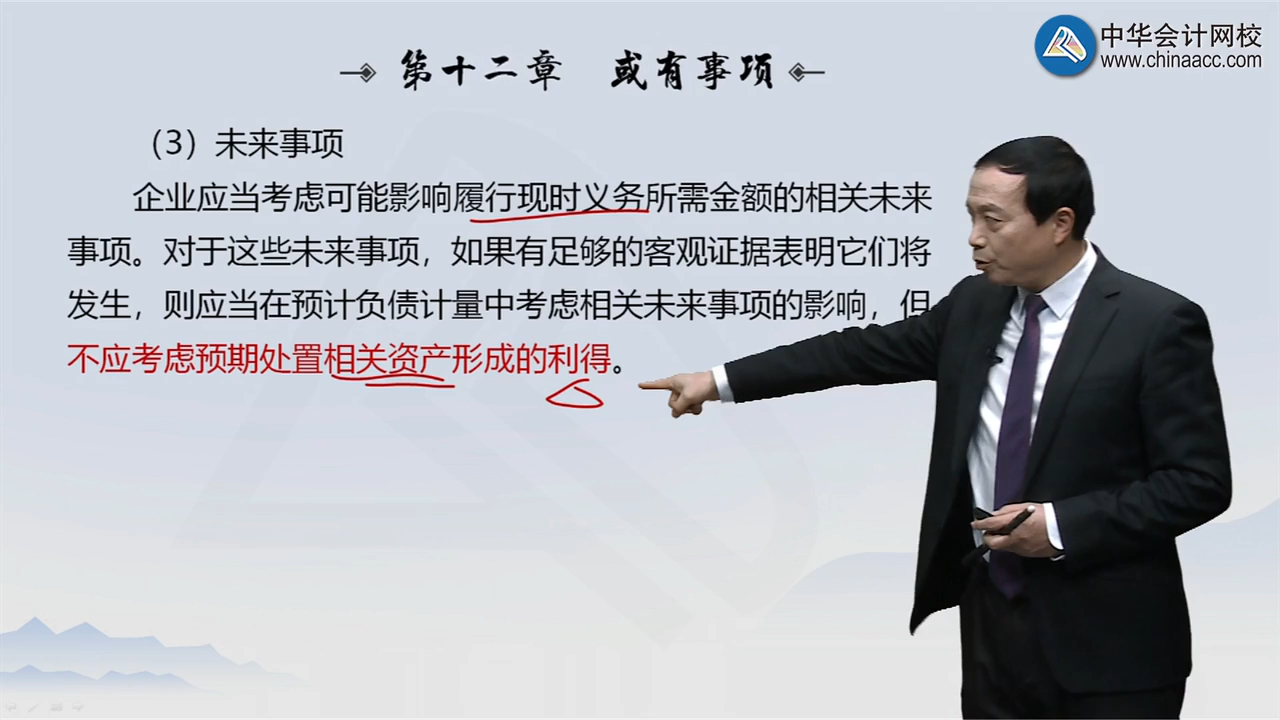 中华会计网校
www.chinaacc.com
第十二章 或有事项
（3）未来事项
企业应当考虑可能影响履行现时义务所需金额的相关未来
事项。对于这些未来事项，如果有足够的客观证据表明它们将
发生，则应当在预计负债计量中考虑相关未来事项的影响，但
不应考虑预期处置相关资产形成的利得。